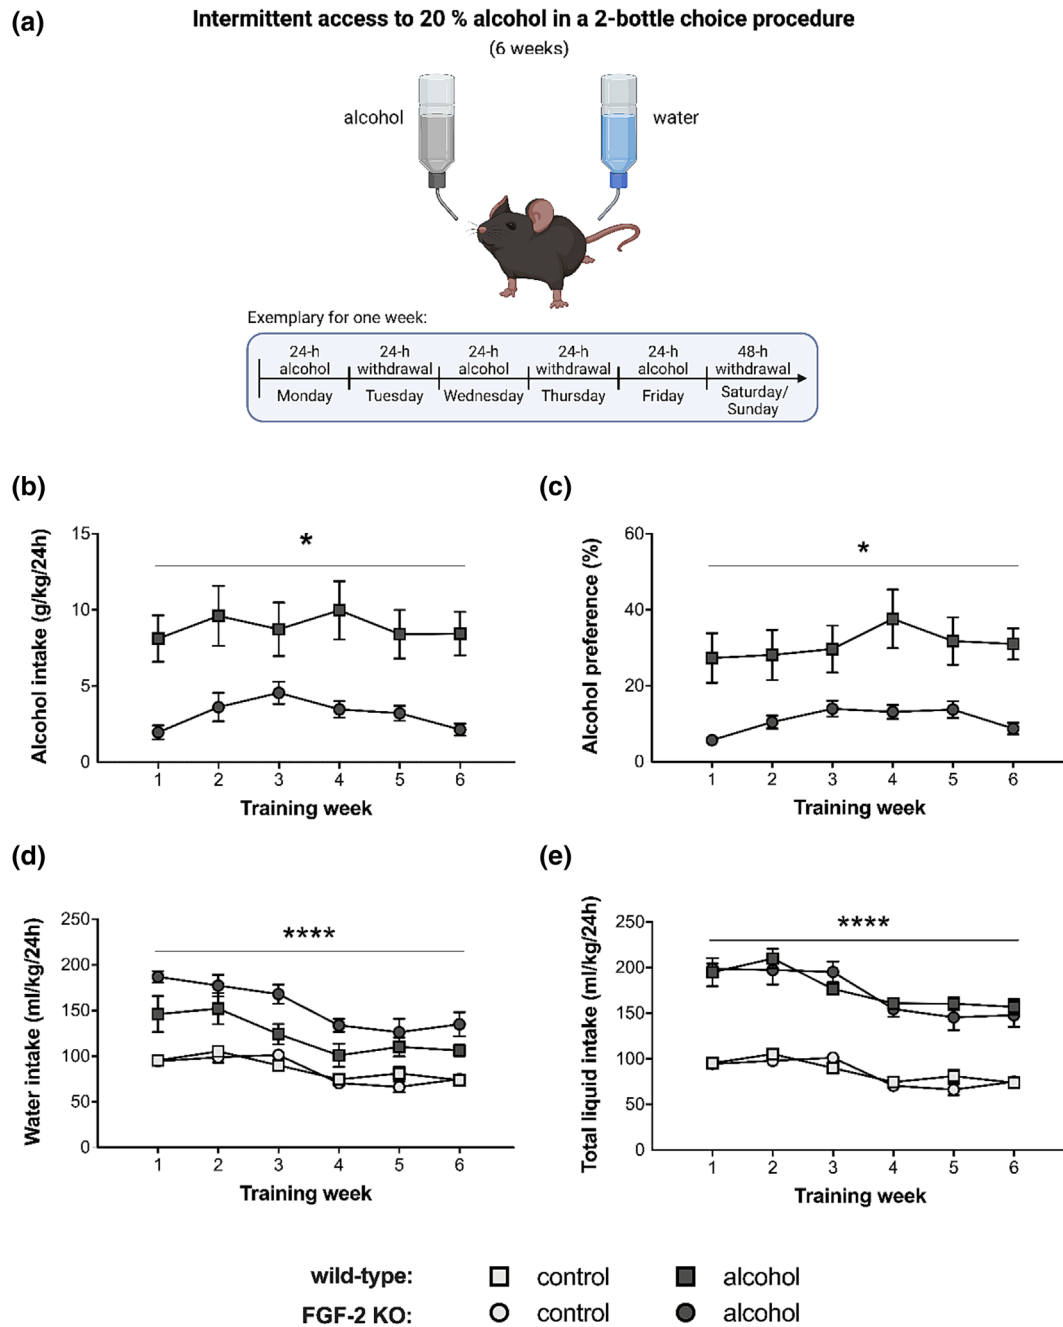 (a)
Intermittent access to 20 % alcohol in a 2-bottle choice procedure
(6 weeks)
alcohol
water
Exemplary for one week:
24-h alcohol
24-h withdrawal
24-h alcohol
24-h withdrawal
24-h alcohol
48-h withdrawal
Monday
Tuesday
Wednesday
Thursday
Friday
Saturday/
Sunday
(b)
Alcohol intake (g/kg/24h)
15
10
5
0
*
1 2 3 4 5 6
Training week
(c)
Alcohol preference (%)
60
40
20
0
*
1 2 3 4 5 6
Training week
(d)
Water intake (ml/kg/24h)
250
200
150
100
50
0
****
1 2 3 4 5 6
Training week
(e)
Total liquid intake (ml/kg/24h)
250
200
150
100
50
0
****
1 2 3 4 5 6
Training week
wild-type: control alcohol
FGF-2 KO: control alcohol